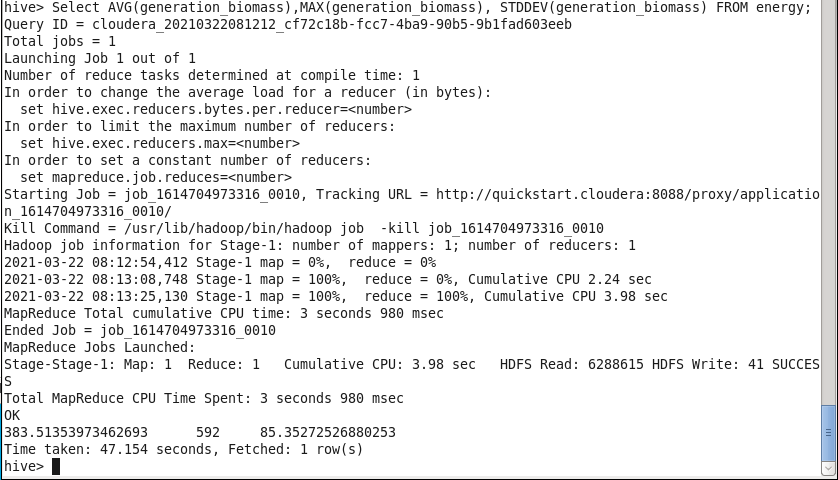 hive> Select AVG(generation_biomass),MAX(generation_biomass), STDDEV(generation_biomass) FROM energy;
Query ID = cloudera_20210322081212_cf72c18b-fcc7-4ba9-90b5-9b1fad603eeb
Total jobs = 1
Launching Job 1 out of 1
Number of reduce tasks determined at compile time: 1
In order to change the average load for a reducer (in bytes):
  set hive.exec.reducers.bytes.per.reducer=<number>
In order to limit the maximum number of reducers:
  set hive.exec.reducers.max=<number>
In order to set a constant number of reducers:
  set mapreduce.job.reduces=<number>
Starting Job = job_1614704973316_0010, Tracking URL = http://quickstart.cloudera:8088/proxy/applicatio
n_1614704973316_0010/
Kill Command = /usr/lib/hadoop/bin/hadoop job  -kill job_1614704973316_0010
Hadoop job information for Stage-1: number of mappers: 1; number of reducers: 1
2021-03-22 08:12:54,412 Stage-1 map = 0%,  reduce = 0%
2021-03-22 08:13:08,748 Stage-1 map = 100%,  reduce = 0%, Cumulative CPU 2.24 sec
2021-03-22 08:13:25,130 Stage-1 map = 100%,  reduce = 100%, Cumulative CPU 3.98 sec
MapReduce Total cumulative CPU time: 3 seconds 980 msec
Ended Job = job_1614704973316_0010
MapReduce Jobs Launched:
Stage-Stage-1: Map: 1  Reduce: 1   Cumulative CPU: 3.98 sec   HDFS Read: 6288615 HDFS Write: 41 SUCCES
S
Total MapReduce CPU Time Spent: 3 seconds 980 msec
OK
383.51353973462693      592     85.35272526880253
Time taken: 47.154 seconds, Fetched: 1 row(s)
hive>